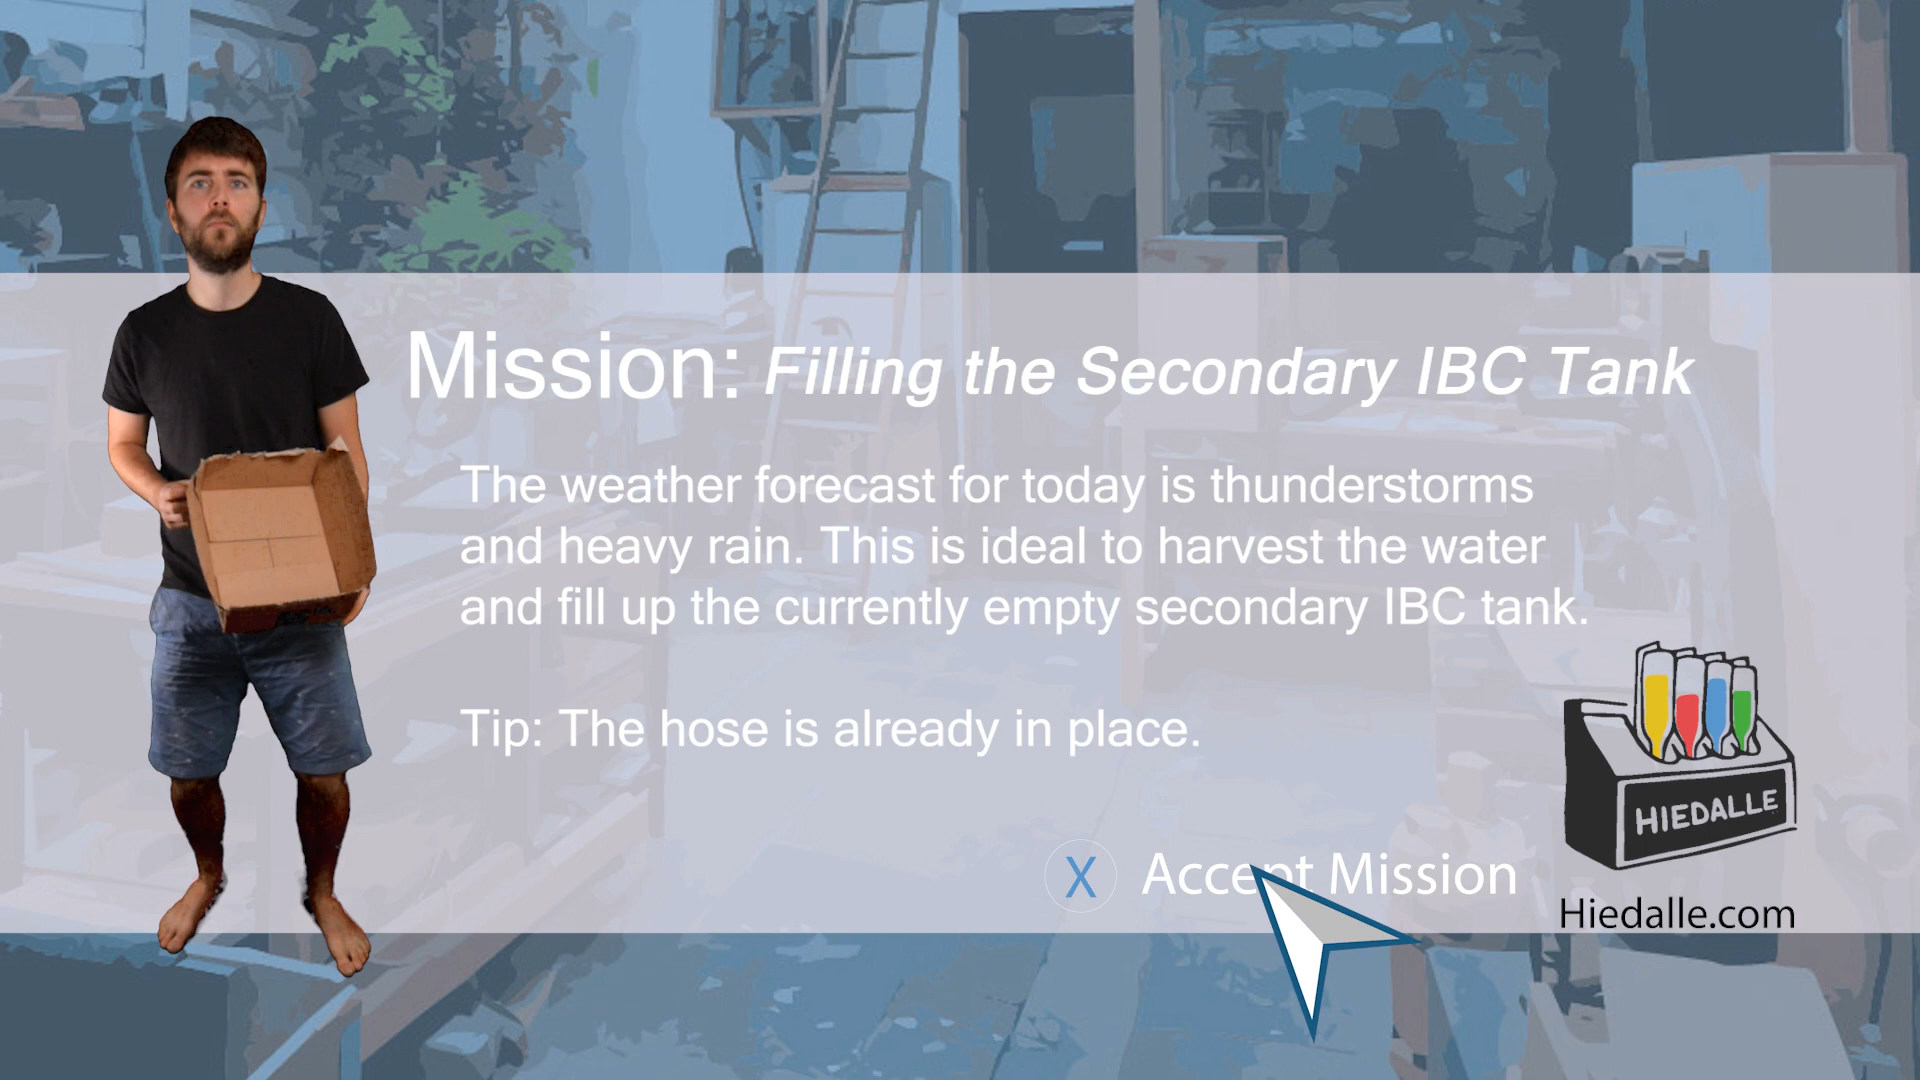 Mission: Filling the Secondary IBC Tank
The weather forecast for today is thunderstorms
and heavy rain. This is ideal to harvest the water
and fill up the currently empty secondary IBC tank.
Tip: The hose is already in place.
HIEDALLE
X Accept Mission
Hiedalle.com